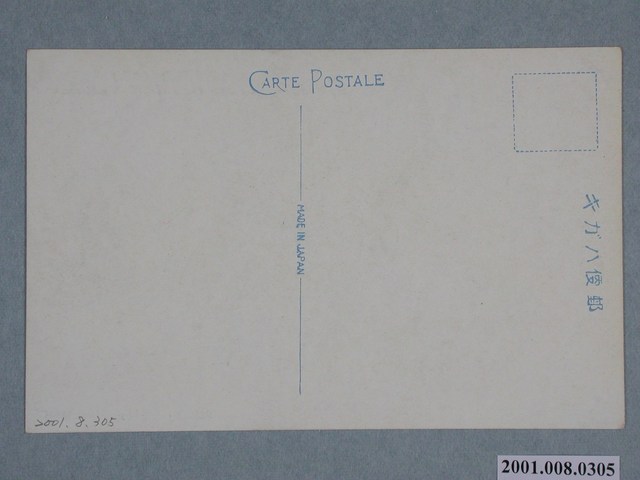 CARTE POSTALE
MADE IN JAPAN
キガハ便郵
2001.8.305
2001.008.0305